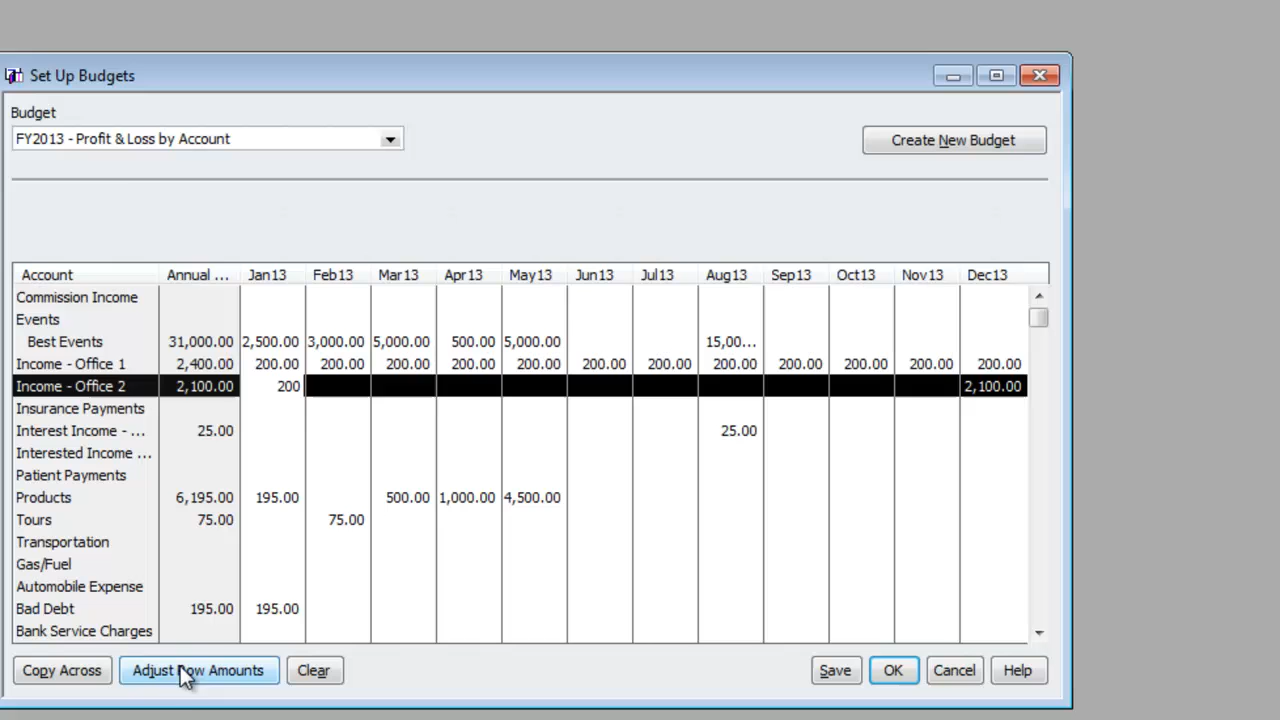 Set Up Budgets
Budget
FY2013 - Profit & Loss by Account
Create New Budget
Account Annual ... Jan13 Feb13 Mar13 Apr13 May13 Jun13 Jul13 Aug13 Sep13 Oct13 Nov13 Dec13
Commission Income
Events
Best Events 31,000.00 2,500.00 3,000.00 5,000.00 500.00 5,000.00 15,00...
Income - Office 1 2,400.00 200.00 200.00 200.00 200.00 200.00 200.00 200.00 200.00 200.00 200.00 200.00 200.00
Income - Office 2 2,100.00 200 2,100.00
Insurance Payments
Interest Income - ... 25.00 25.00
Interested Income ...
Patient Payments
Products 6,195.00 195.00 500.00 1,000.00 4,500.00
Tours 75.00 75.00
Transportation
Gas/Fuel
Automobile Expense
Bad Debt 195.00 195.00
Bank Service Charges
Copy Across Adjust Row Amounts Clear Save OK Cancel Help